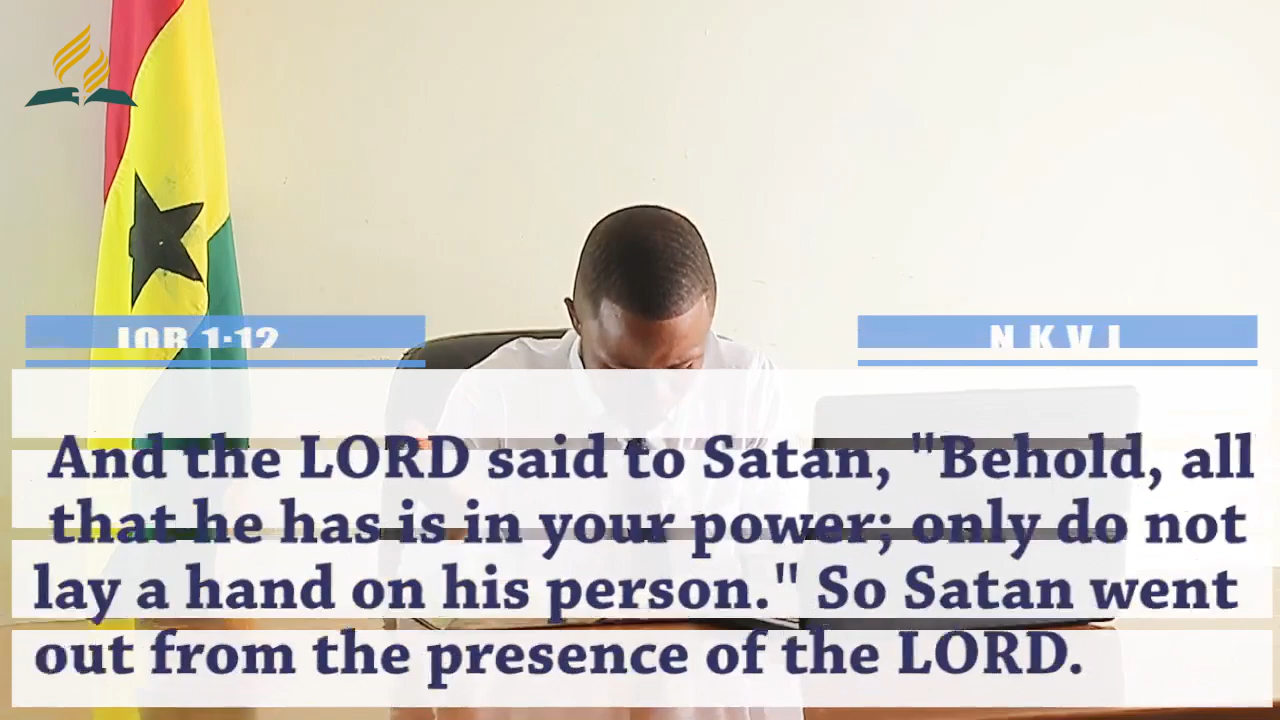 JOB 1:12
N K V J
And the LORD said to Satan, "Behold, all
that he has is in your power; only do not
lay a hand on his person." So Satan went
out from the presence of the LORD.